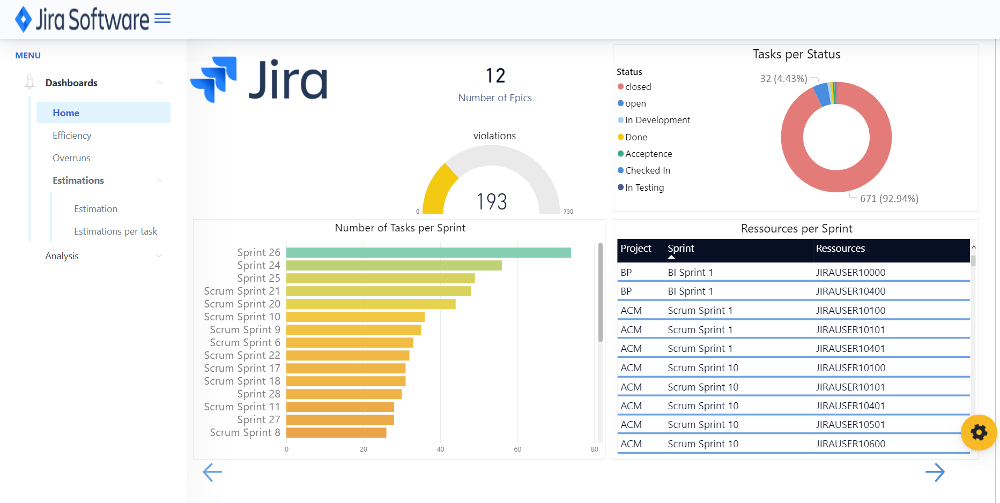 Jira Software
MENU
Dashboards
Home
Efficiency
Overruns
Estimations
Estimation
Estimations per task
Analysis
Jira
12
Number of Epics
violations
193
0
730
Tasks per Status
Status
closed
open
In Development
Done
Acceptence
Checked In
In Testing
32 (4.43%)
671 (92.94%)
Number of Tasks per Sprint
Sprint 26
Sprint 24
Sprint 25
Scrum Sprint 21
Scrum Sprint 20
Scrum Sprint 10
Scrum Sprint 9
Scrum Sprint 6
Scrum Sprint 22
Scrum Sprint 17
Scrum Sprint 18
Sprint 28
Scrum Sprint 11
Sprint 27
Scrum Sprint 8
0 20 40 60 80
Ressources per Sprint
Project Sprint Ressources
BP BI Sprint 1 JIRAUSER10000
BP BI Sprint 1 JIRAUSER10400
ACM Scrum Sprint 1 JIRAUSER10100
ACM Scrum Sprint 1 JIRAUSER10101
ACM Scrum Sprint 1 JIRAUSER10401
ACM Scrum Sprint 10 JIRAUSER10100
ACM Scrum Sprint 10 JIRAUSER10101
ACM Scrum Sprint 10 JIRAUSER10401
ACM Scrum Sprint 10 JIRAUSER10501
ACM Scrum Sprint 10 JIRAUSER10600